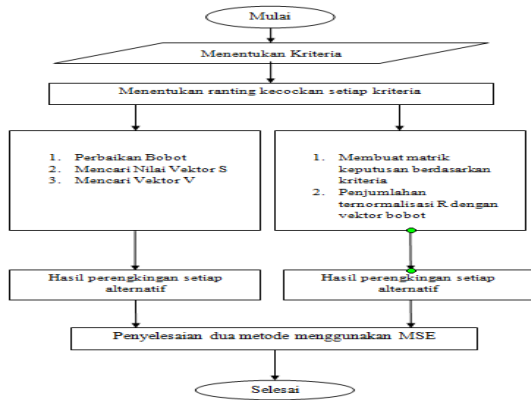 Mulai
Menentukan Kriteria
Menentukan ranting kecockan setiap kriteria
1. Perbaikan Bobot
2. Mencari Nilai Vektor S
3. Mencari Vektor V
1. Membuat matrik
keputusan berdasarkan
kriteria
2. Penjumlahan
ternormalisasi R dengan
vektor bobot
Hasil perengkingan setiap
alternatif
Hasil perengkingan setiap
alternatif
Penyelesaian dua metode menggunakan MSE
Selesai